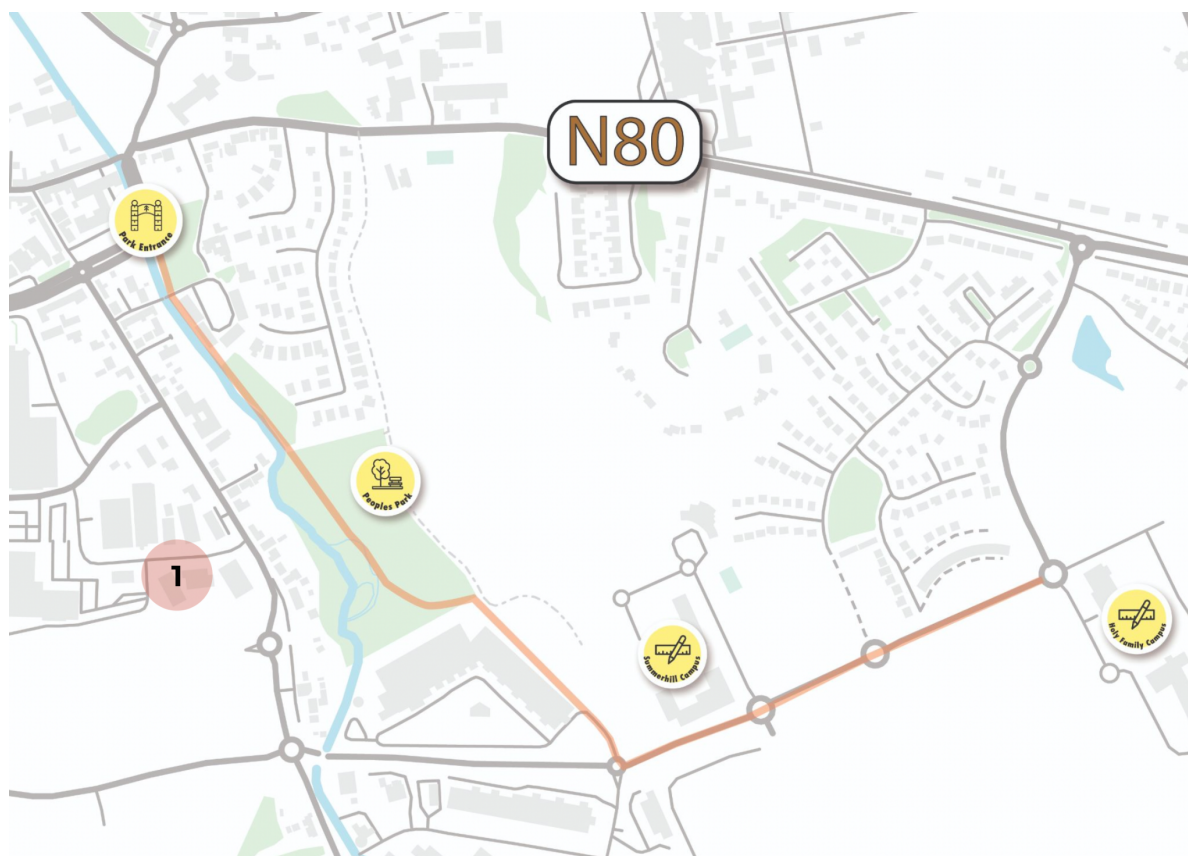 N80
Park Entrance
Peoples Park
1
Summerhill Campus
Holy Family Campus